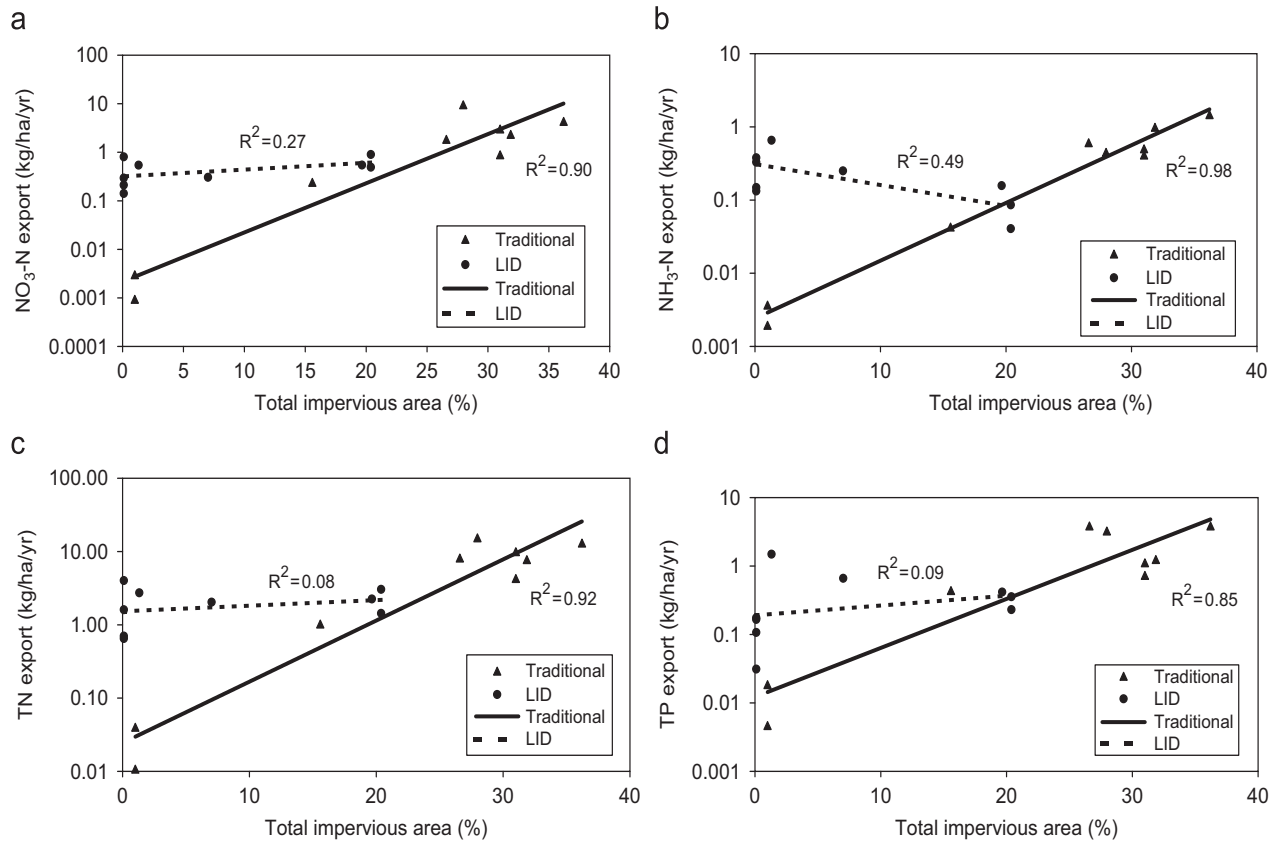 a
NO3-N export (kg/ha/yr)
100
10
1
0.1
0.01
0.001
0.0001
R2=0.27
R2=0.90
Traditional
LID
Traditional
LID
0 5 10 15 20 25 30 35 40
Total impervious area (%)
b
NH3-N export (kg/ha/yr)
10
1
0.1
0.01
0.001
R2=0.49
R2=0.98
Traditional
LID
Traditional
LID
0 10 20 30 40
Total impervious area (%)
c
TN export (kg/ha/yr)
100.00
10.00
1.00
0.10
0.01
R2=0.08
R2=0.92
Traditional
LID
Traditional
LID
0 10 20 30 40
Total impervious area (%)
d
TP export (kg/ha/yr)
10
1
0.1
0.01
0.001
R2=0.09
R2=0.85
Traditional
LID
Traditional
LID
0 10 20 30 40
Total impervious area (%)